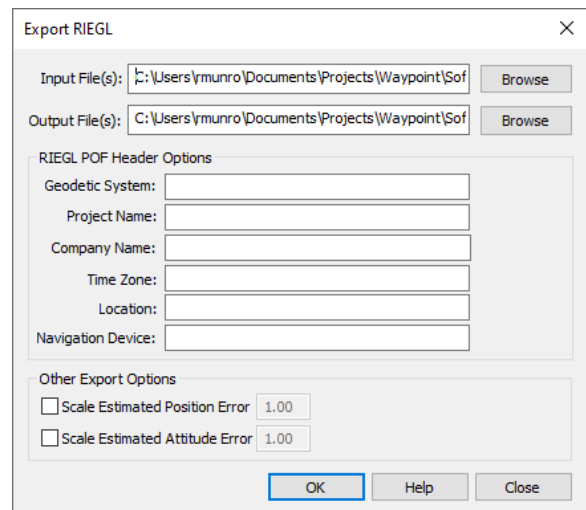 Export RIEGL
Input File(s): C:\Users\rmunro\Documents\Projects\Waypoint\Sof Browse
Output File(s): C:\Users\rmunro\Documents\Projects\Waypoint\Sof Browse
RIEGL POF Header Options
Geodetic System:
Project Name:
Company Name:
Time Zone:
Location:
Navigation Device:
Other Export Options
Scale Estimated Position Error 1.00
Scale Estimated Attitude Error 1.00
OK Help Close